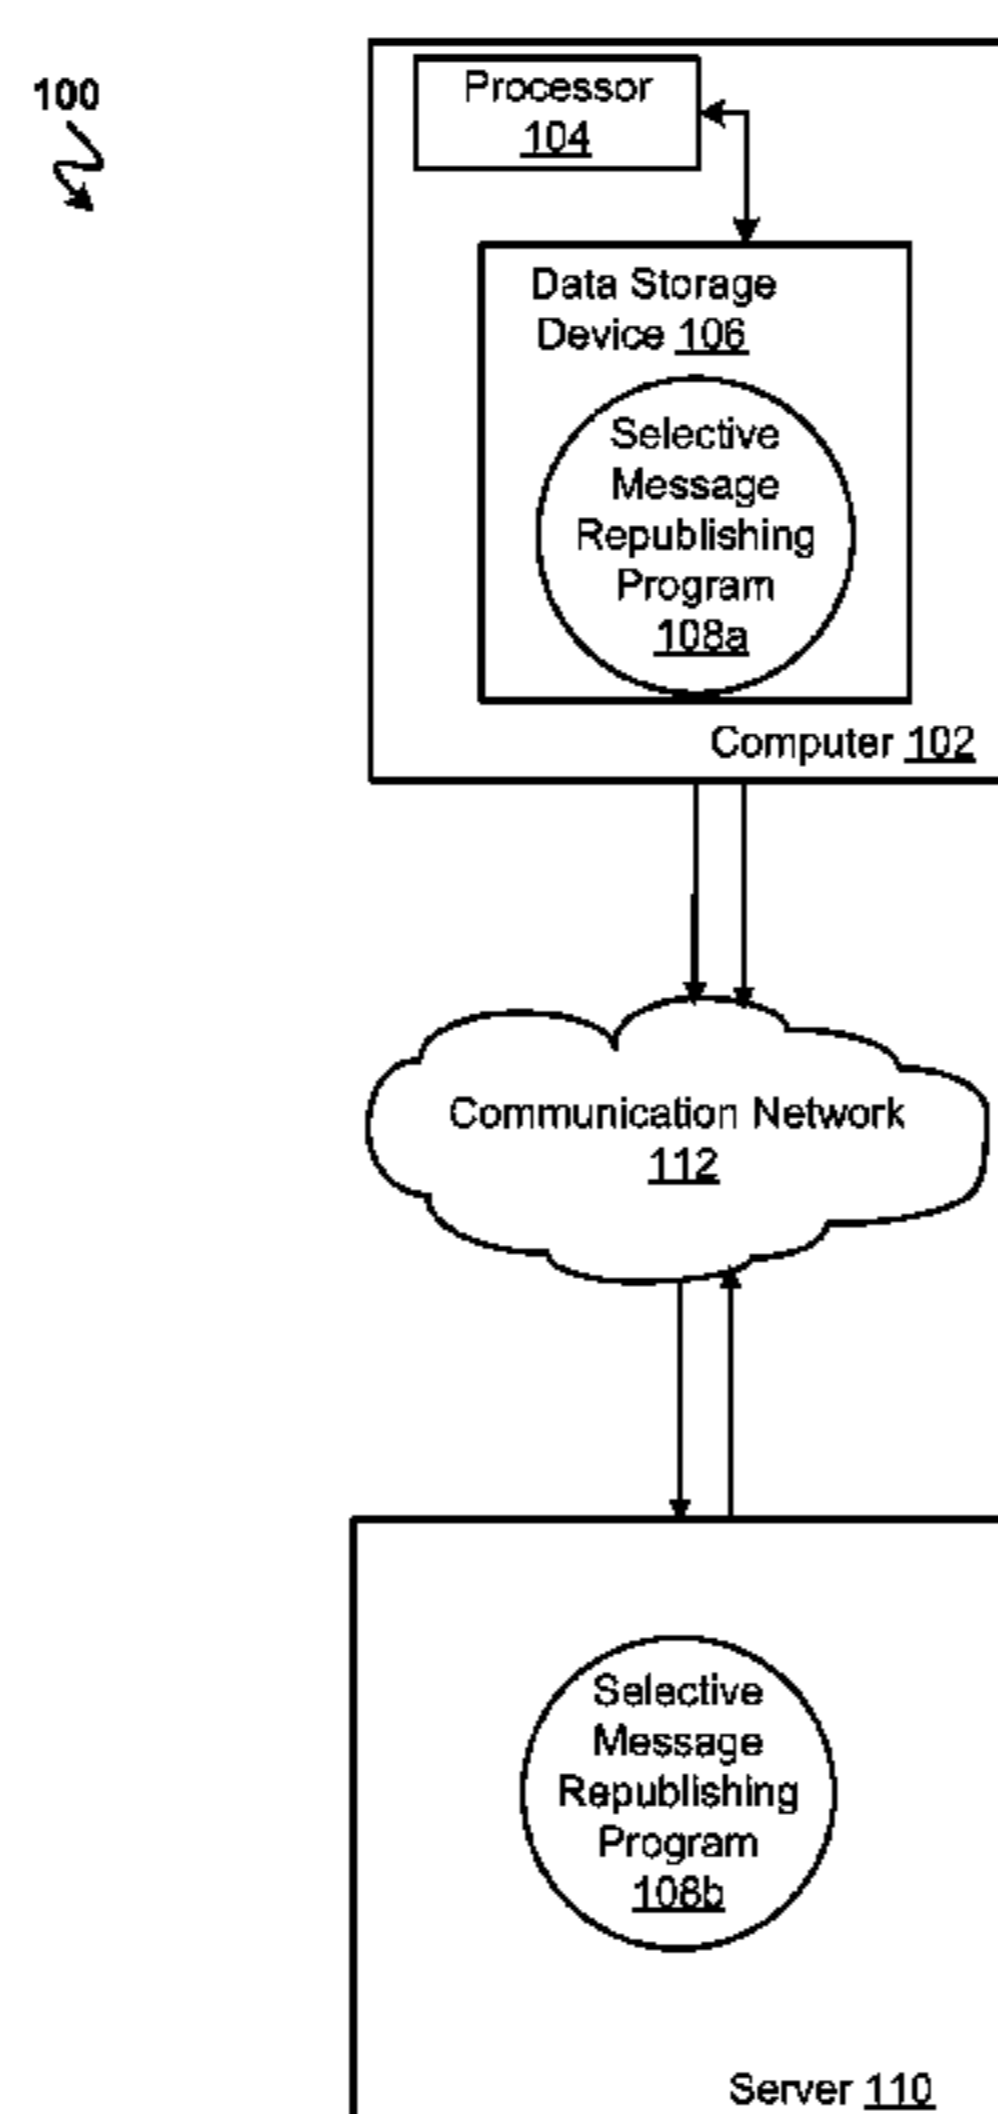 100
Processor
104
Data Storage
Device 106
Selective
Message
Republishing
Program
108a
Computer 102
Communication Network
112
Selective
Message
Republishing
Program
108b
Server 110